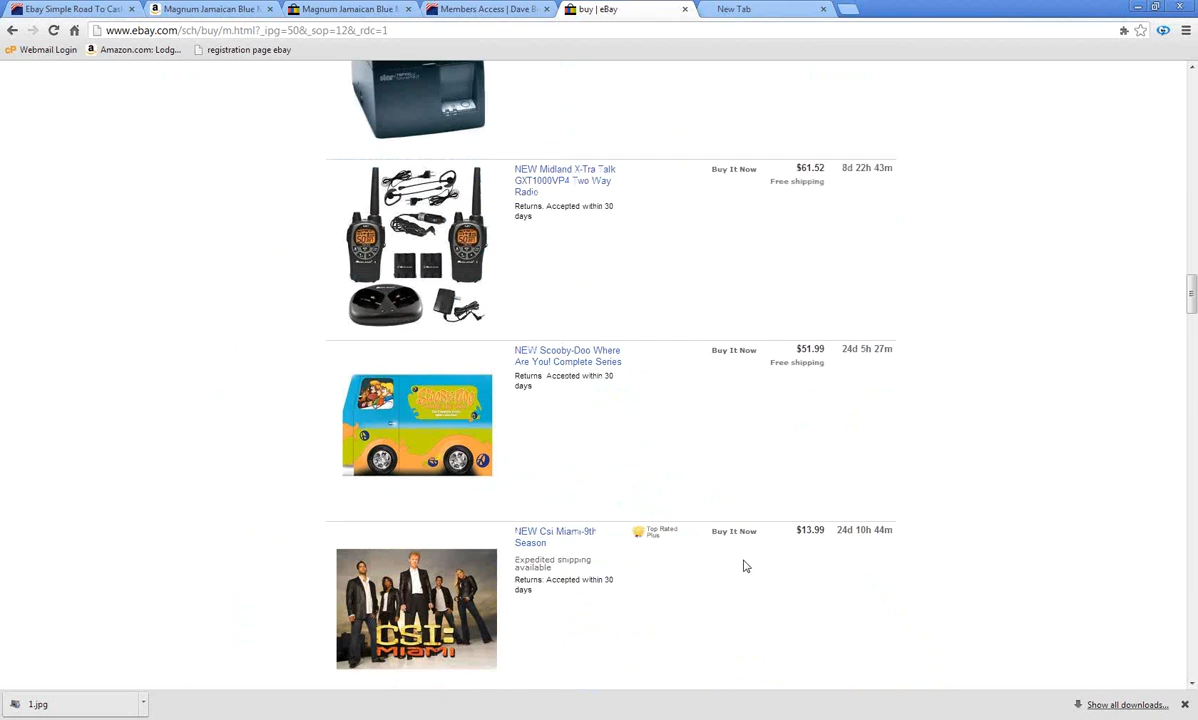 Ebay Simple Road To Cas
Magnum Jamaican Blue M
Magnum Jamaican Blue M
Members Access | Dave B
buy | eBay
New Tab
www.ebay.com/sch/buy/m.html?_ipg=50&_sop=12&_rdc=1
Webmail Login
Amazon.com: Lodg...
registration page ebay
star
NEW Midland X-Tra Talk
GXT1000VP4 Two Way
Radio
Returns: Accepted within 30
days
Buy It Now
$61.52
Free shipping
8d 22h 43m
NEW Scooby-Doo Where
Are You! Complete Series
Returns: Accepted within 30
days
Buy It Now
$51.99
Free shipping
24d 5h 27m
NEW Csi Miami-9th
Season
Expedited shipping
available
Returns: Accepted within 30
days
Top Rated
Plus
Buy It Now
$13.99
24d 10h 44m
CSI:
MIAMI
1.jpg
Show all downloads...